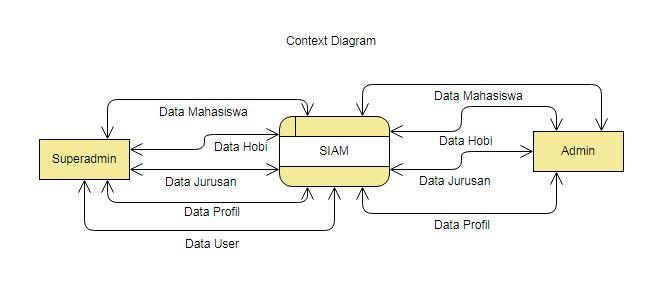 Context Diagram
Data Mahasiswa
Data Mahasiswa
Data Hobi
Data Hobi
Superadmin
SIAM
Admin
Data Jurusan
Data Jurusan
Data Profil
Data Profil
Data User